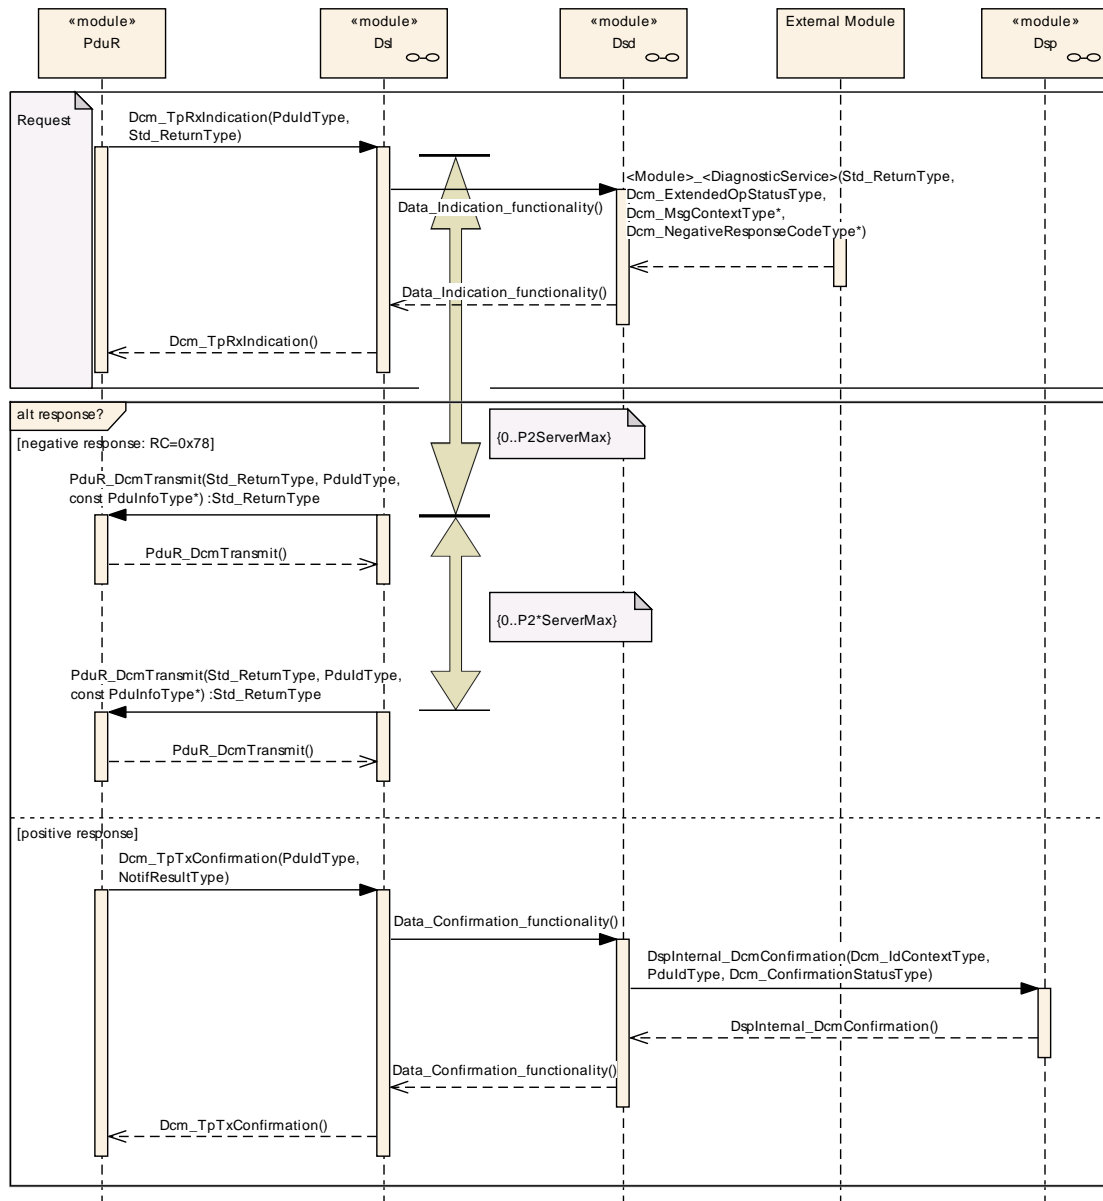 «module»
PduR
«module»
Dsl
«module»
Dsd
External Module
«module»
Dsp
Request
Dcm_TpRxIndication(PduIdType,
Std_ReturnType)
<Module>_<DiagnosticService>(Std_ReturnType,
Dcm_ExtendedOpStatusType,
Dcm_MsgContextType*,
Dcm_NegativeResponseCodeType*)
Data_Indication_functionality()
Data_Indication_functionality()
Dcm_TpRxIndication()
alt response?
[negative response: RC=0x78]
{0..P2ServerMax}
PduR_DcmTransmit(Std_ReturnType, PduIdType,
const PduInfoType*) :Std_ReturnType
PduR_DcmTransmit()
{0..P2*ServerMax}
PduR_DcmTransmit(Std_ReturnType, PduIdType,
const PduInfoType*) :Std_ReturnType
PduR_DcmTransmit()
[positive response]
Dcm_TpTxConfirmation(PduIdType,
NotifResultType)
Data_Confirmation_functionality()
DspInternal_DcmConfirmation(Dcm_IdContextType,
PduIdType, Dcm_ConfirmationStatusType)
DspInternal_DcmConfirmation()
Data_Confirmation_functionality()
Dcm_TpTxConfirmation()